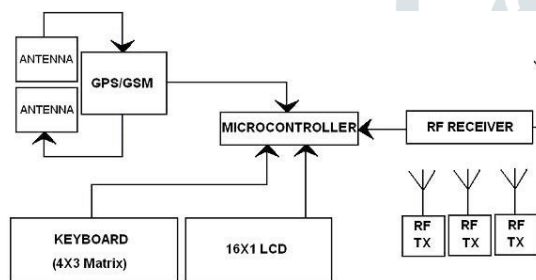 ANTENNA
GPS/GSM
ANTENNA
MICROCONTROLLER
RF RECEIVER
KEYBOARD
(4X3 Matrix)
16X1 LCD
RF
TX
RF
TX
RF
TX